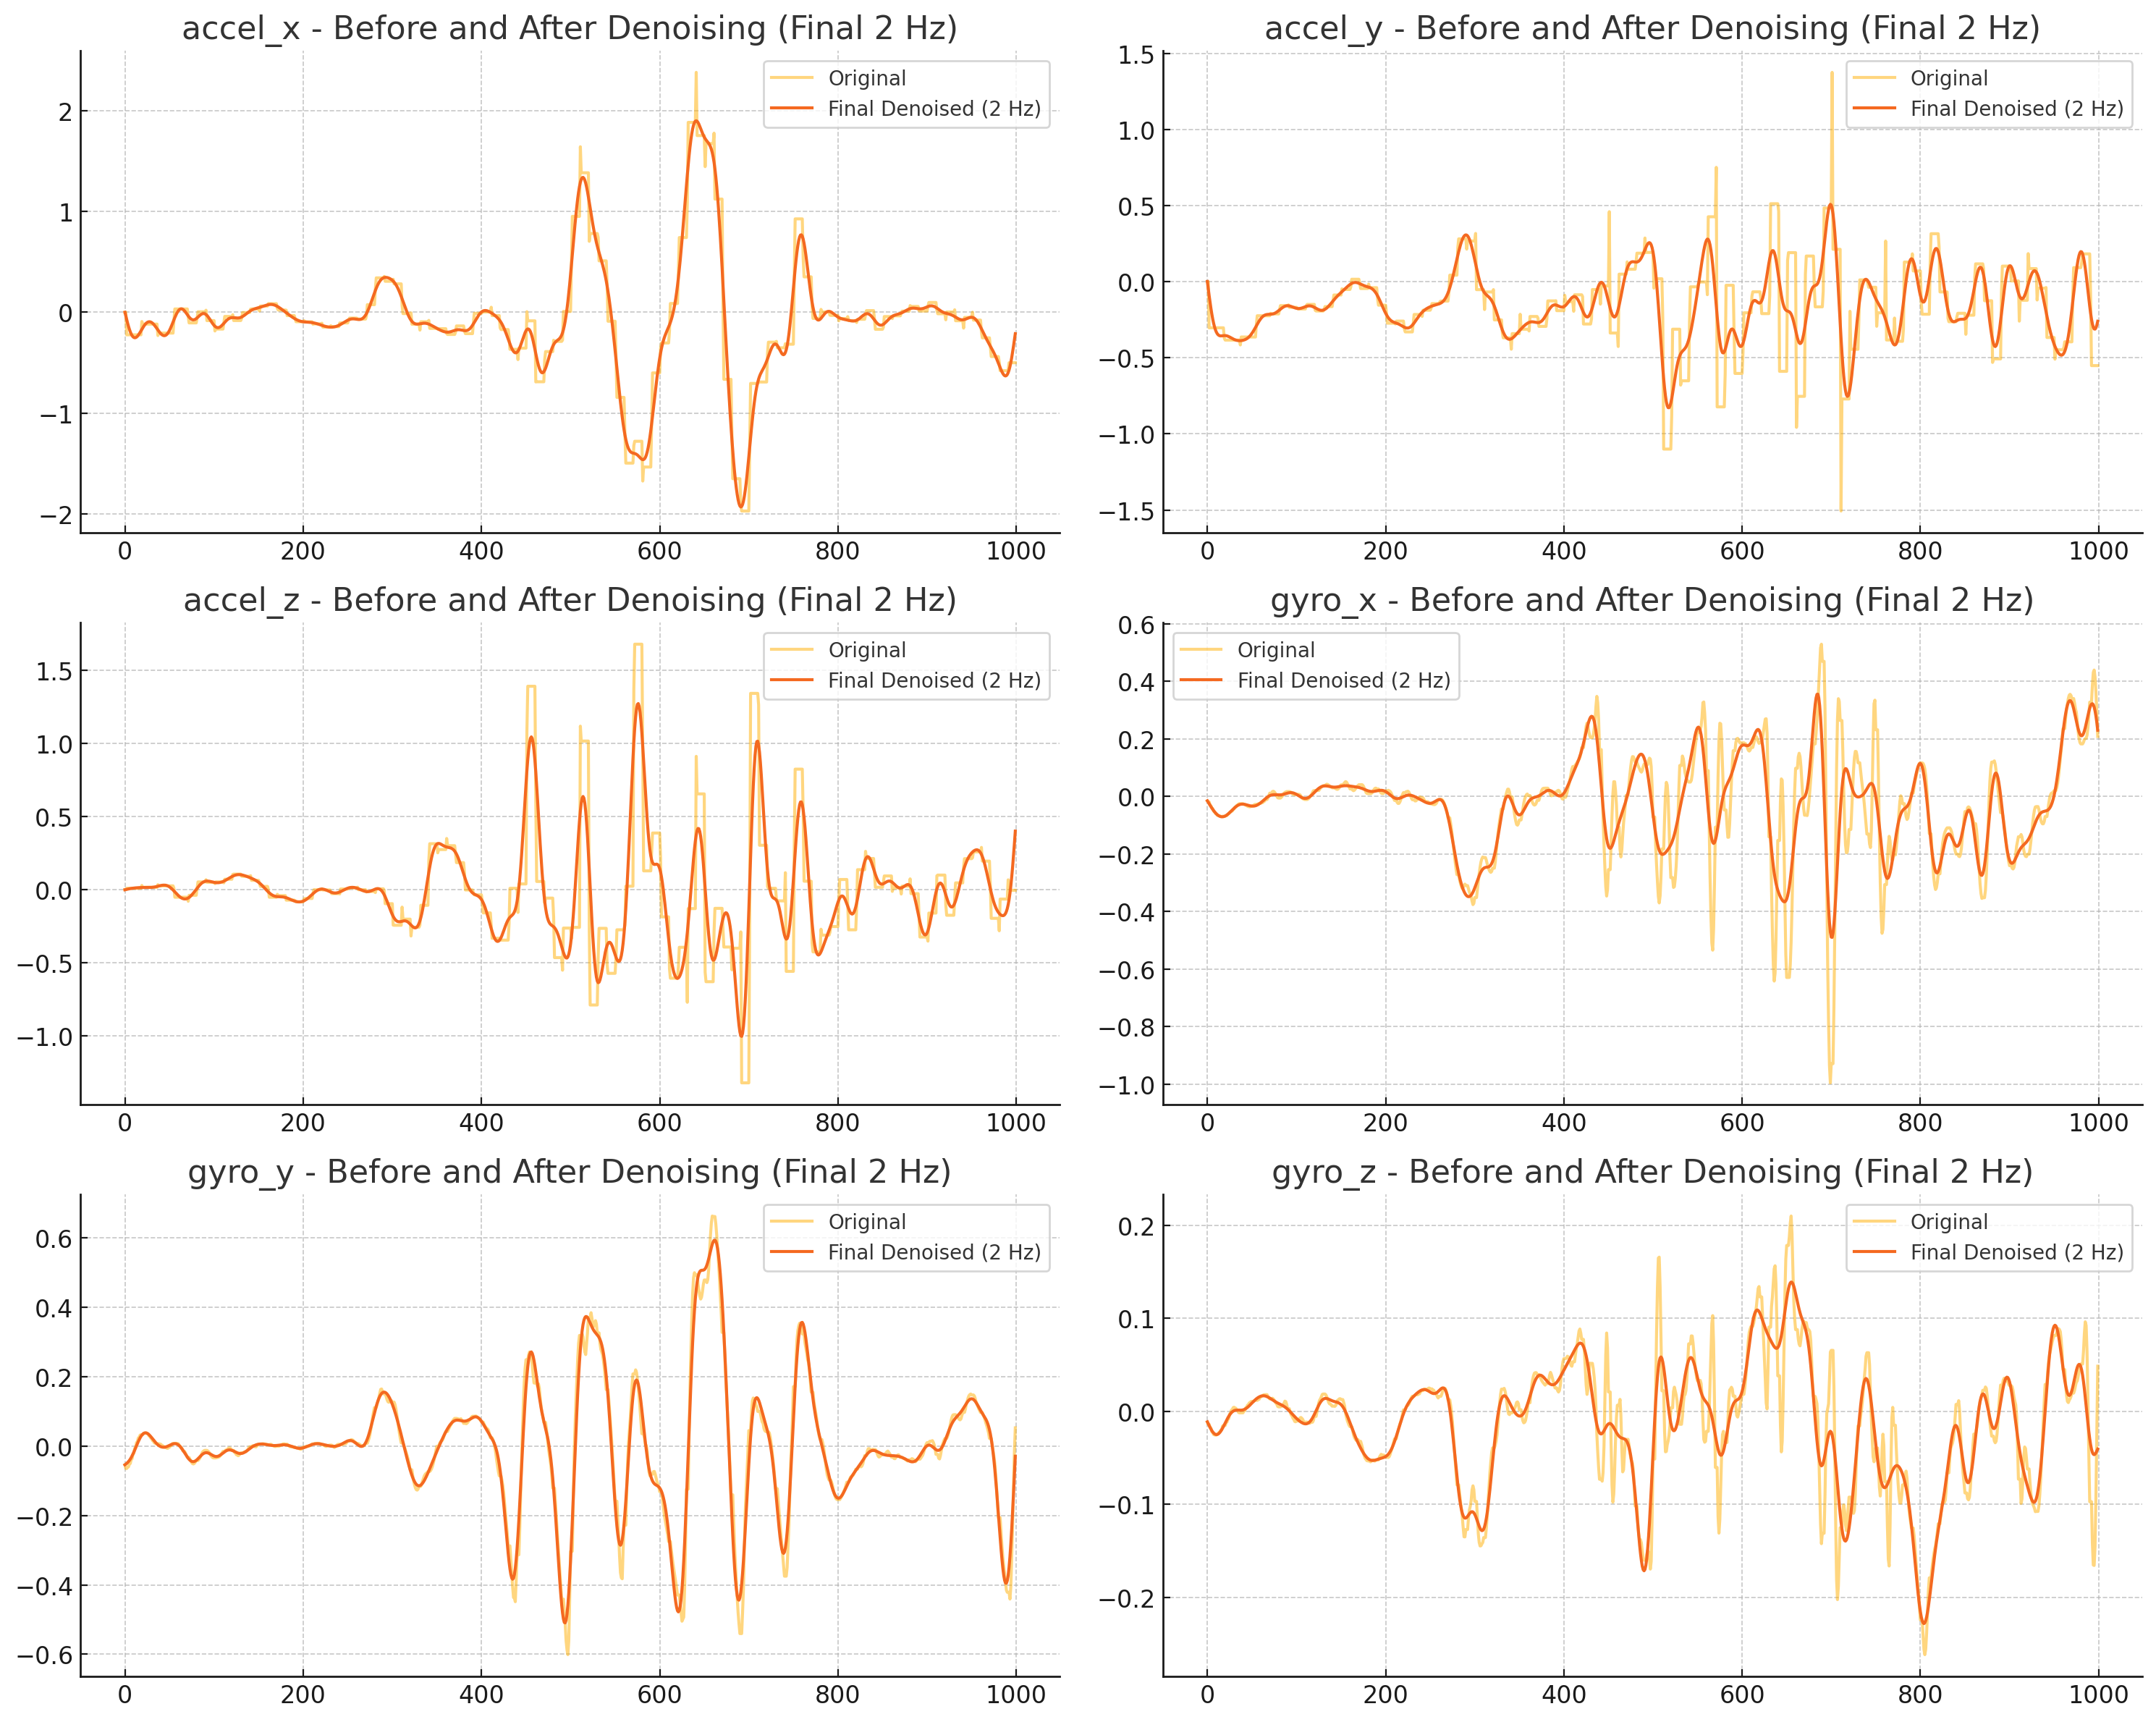 accel_x - Before and After Denoising (Final 2 Hz)
Original
Final Denoised (2 Hz)
2
1
0
−1
−2
0 200 400 600 800 1000
accel_y - Before and After Denoising (Final 2 Hz)
Original
Final Denoised (2 Hz)
1.5
1.0
0.5
0.0
−0.5
−1.0
−1.5
0 200 400 600 800 1000
accel_z - Before and After Denoising (Final 2 Hz)
Original
Final Denoised (2 Hz)
1.5
1.0
0.5
0.0
−0.5
−1.0
0 200 400 600 800 1000
gyro_x - Before and After Denoising (Final 2 Hz)
Original
Final Denoised (2 Hz)
0.6
0.4
0.2
0.0
−0.2
−0.4
−0.6
−0.8
−1.0
0 200 400 600 800 1000
gyro_y - Before and After Denoising (Final 2 Hz)
Original
Final Denoised (2 Hz)
0.6
0.4
0.2
0.0
−0.2
−0.4
−0.6
0 200 400 600 800 1000
gyro_z - Before and After Denoising (Final 2 Hz)
Original
Final Denoised (2 Hz)
0.2
0.1
0.0
−0.1
−0.2
0 200 400 600 800 1000